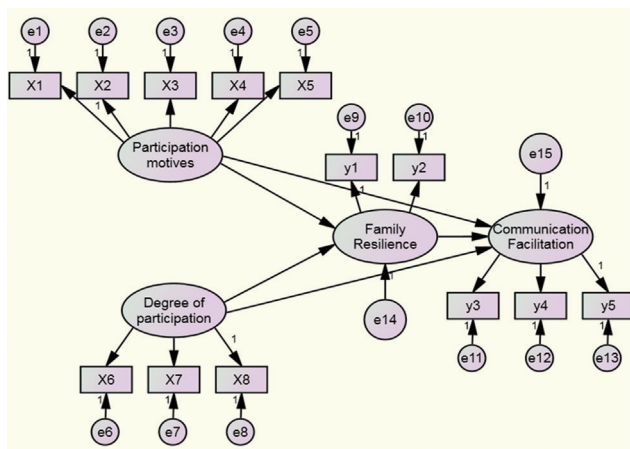 e1 e2 e3 e4 e5
1 1 1 1 1
X1 X2 X3 X4 X5
1
Participation
motives
e9 e10
1 1
y1 y2
1
e15
1
Family
Resilience
Communication
Facilitation
1
e14
Degree of
participation
1
1
y3 y4 y5
1 1 1
e11 e12 e13
X6 X7 X8
1 1 1
e6 e7 e8